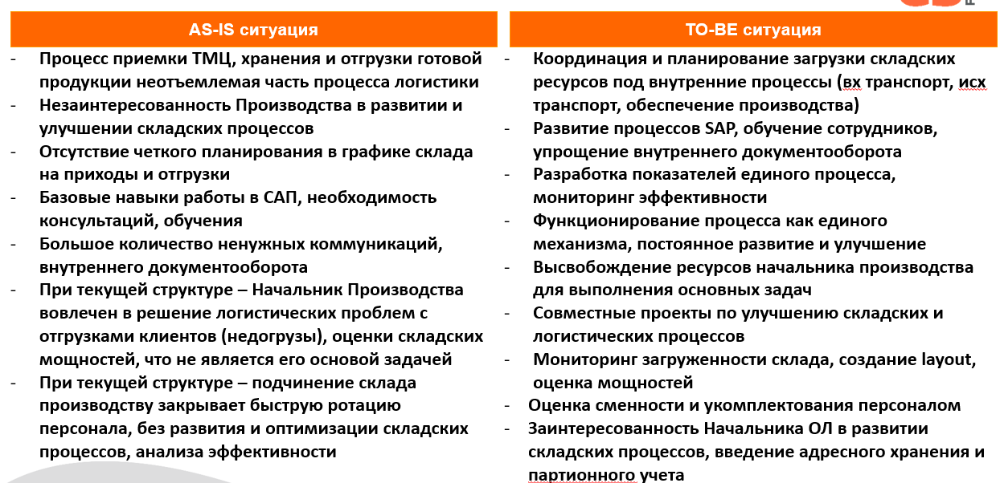 AS-IS ситуация
- Процесс приемки ТМЦ, хранения и отгрузки готовой
продукции неотъемлемая часть процесса логистики
- Незаинтересованность Производства в развитии и
улучшении складских процессов
- Отсутствие четкого планирования в графике склада
на приходы и отгрузки
- Базовые навыки работы в САП, необходимость
консультаций, обучения
- Большое количество ненужных коммуникаций,
внутреннего документооборота
- При текущей структуре – Начальник Производства
вовлечен в решение логистических проблем с
отгрузками клиентов (недогрузы), оценки складских
мощностей, что не является его основой задачей
- При текущей структуре – подчинение склада
производству закрывает быструю ротацию
персонала, без развития и оптимизации складских
процессов, анализа эффективности
TO-BE ситуация
- Координация и планирование загрузки складских
ресурсов под внутренние процессы (вх транспорт, исх
транспорт, обеспечение производства)
- Развитие процессов SAP, обучение сотрудников,
упрощение внутреннего документооборота
- Разработка показателей единого процесса,
мониторинг эффективности
- Функционирование процесса как единого
механизма, постоянное развитие и улучшение
- Высвобождение ресурсов начальника производства
для выполнения основных задач
- Совместные проекты по улучшению складских и
логистических процессов
- Мониторинг загруженности склада, создание layout,
оценка мощностей
- Оценка сменности и укомплектования персоналом
- Заинтересованность Начальника ОЛ в развитии
складских процессов, введение адресного хранения и
партионного учета